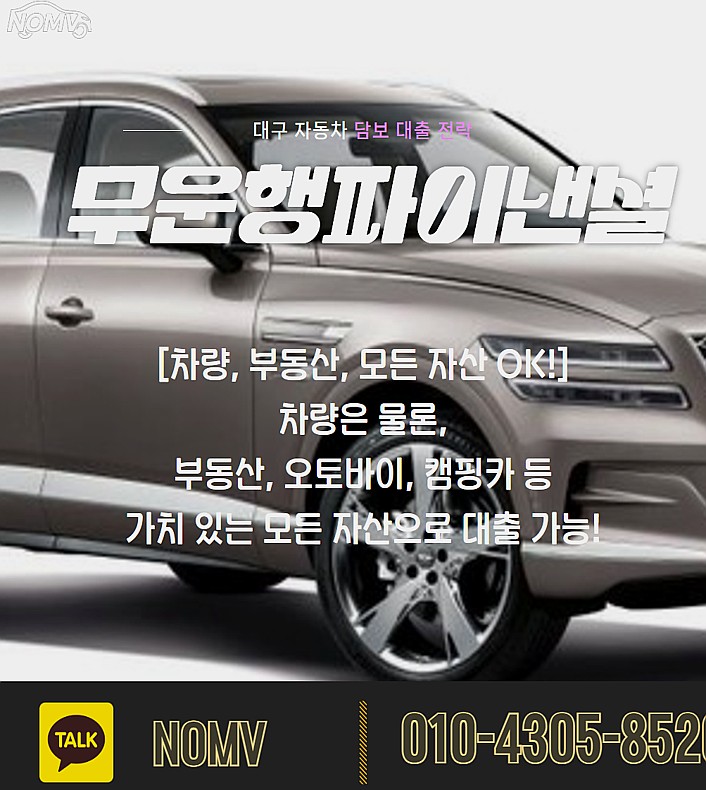 NOMV
대구 자동차 담보 대출 전략
무운행파이낸셜
[차량, 부동산, 모든 자산 OK!]
차량은 물론,
부동산, 오토바이, 캠핑카 등
가치 있는 모든 자산으로 대출 가능!
TALK
NOMV
010-4305-8520